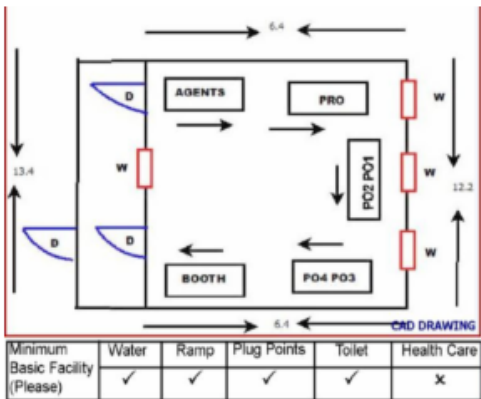 6.4
D
AGENTS
PRO
W
13.4
W
PO2 PO1
W
12.2
D
D
BOOTH
PO4 PO3
W
6.4
CAD DRAWING
Minimum Basic Facility (Please)
Water
Ramp
Plug Points
Toilet
Health Care
✓
✓
✓
✓
x